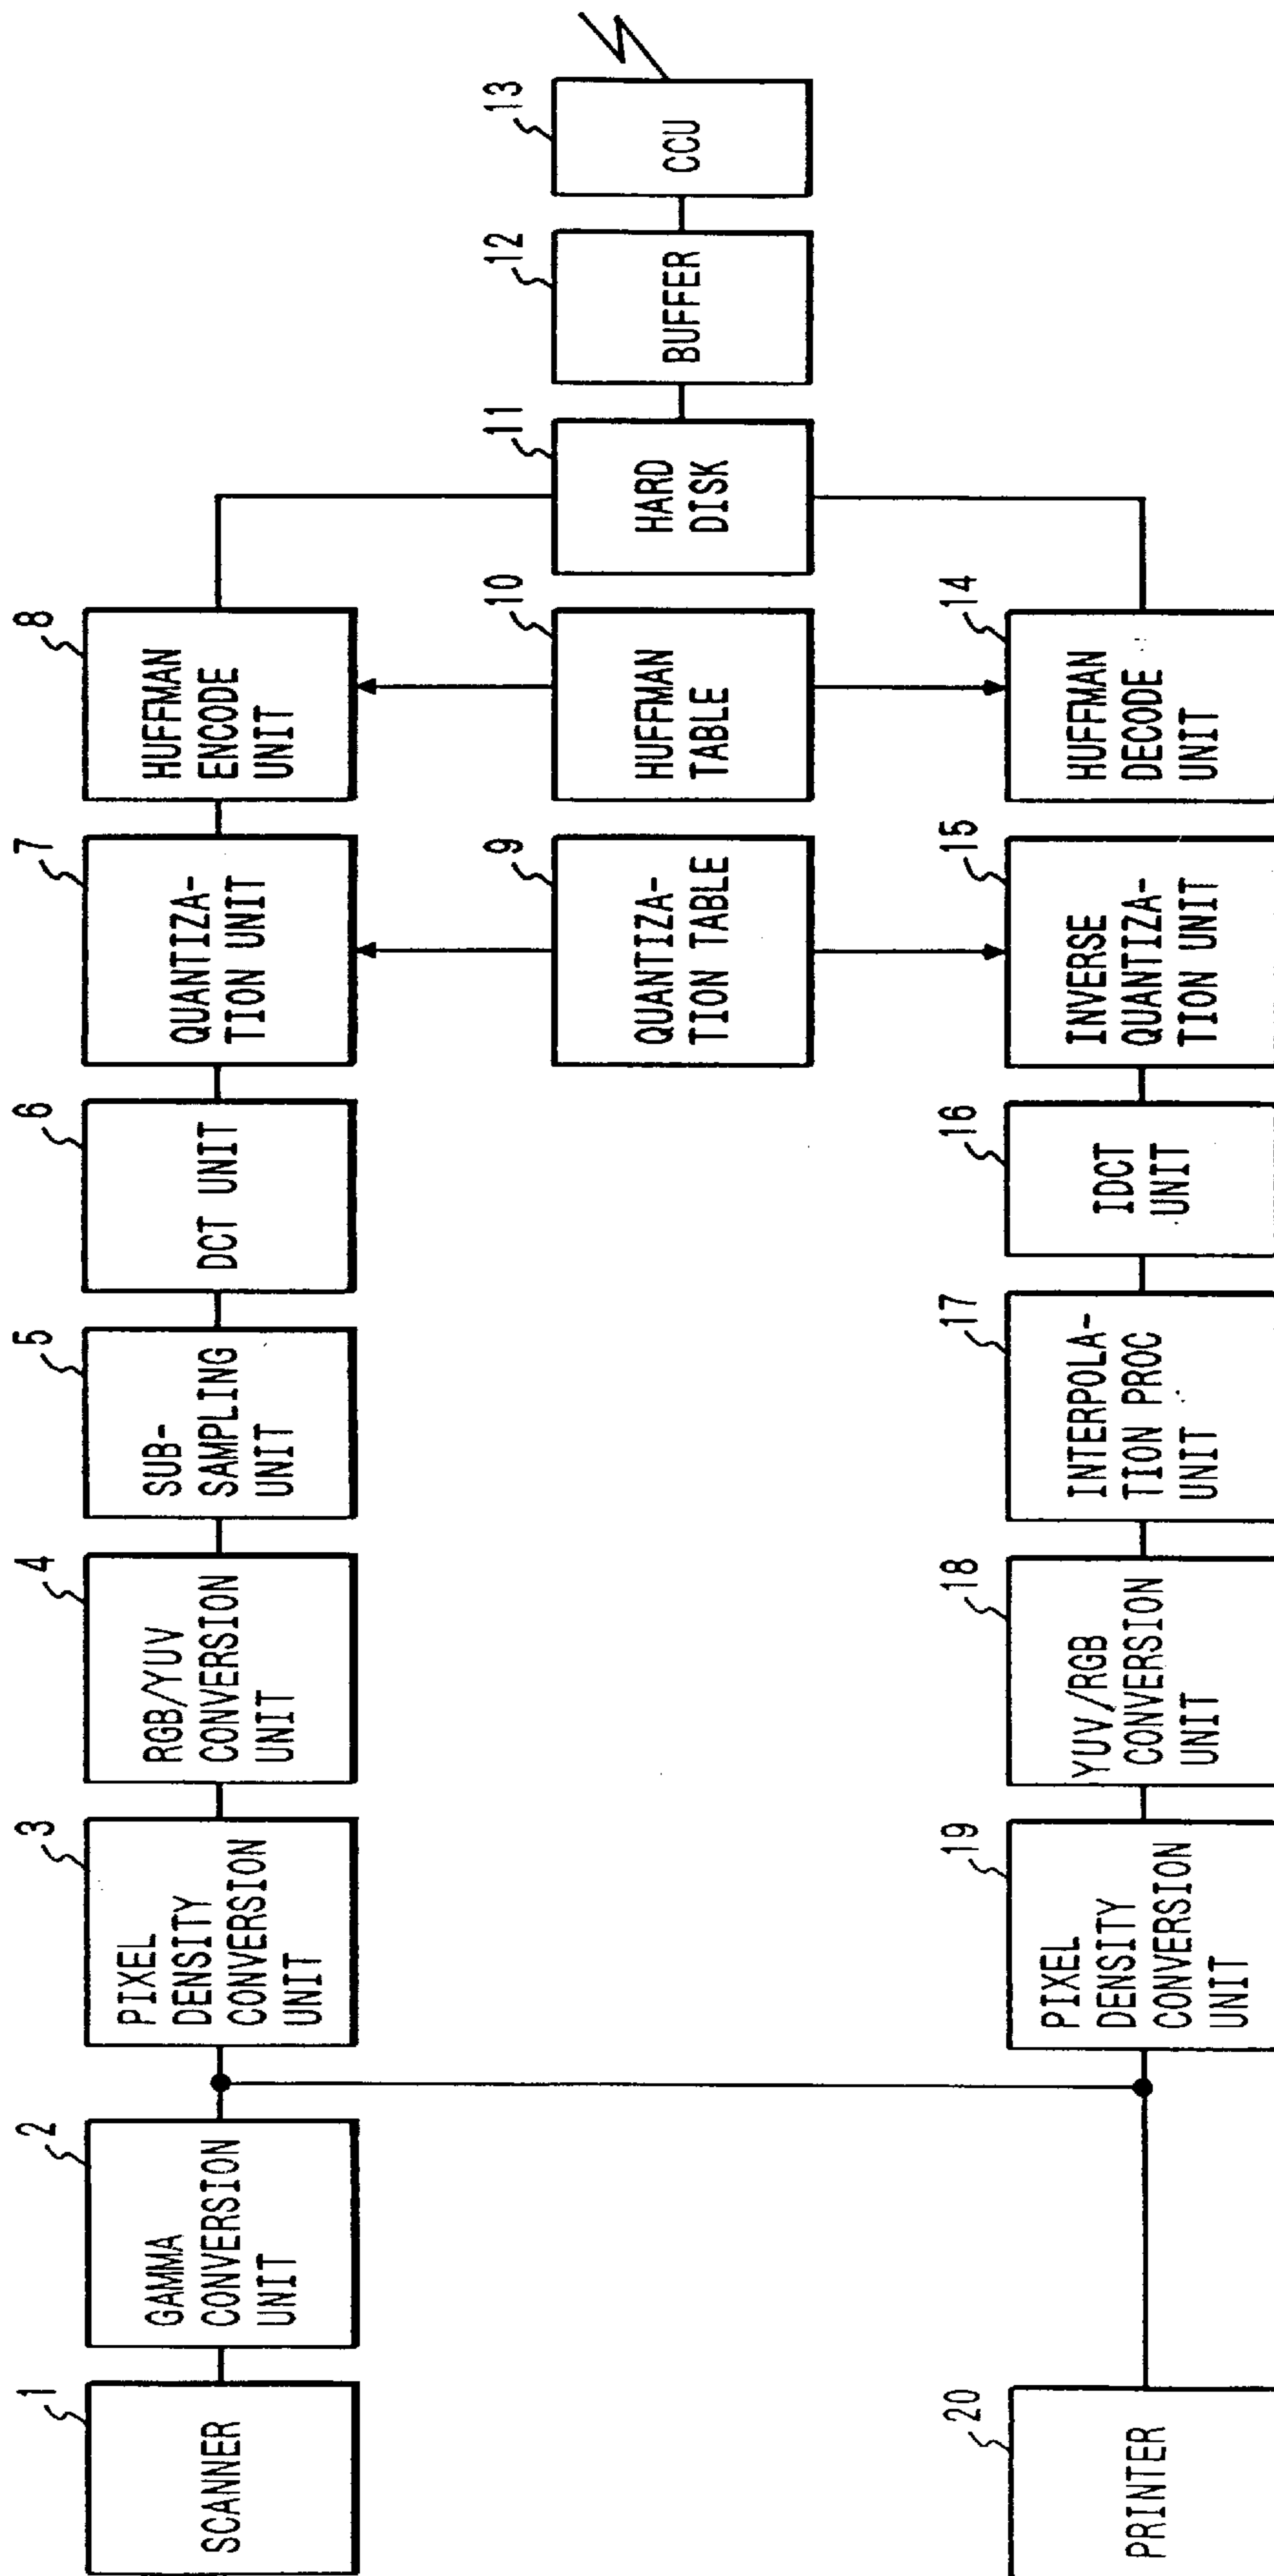 1
SCANNER
2
GAMMA
CONVERSION
UNIT
3
PIXEL
DENSITY
CONVERSION
UNIT
4
RGB/YUV
CONVERSION
UNIT
5
SUB-
SAMPLING
UNIT
6
DCT UNIT
7
QUANTIZA-
TION UNIT
8
HUFFMAN
ENCODE
UNIT
9
QUANTIZA-
TION TABLE
10
HUFFMAN
TABLE
11
HARD
DISK
12
BUFFER
13
CCU
20
PRINTER
19
PIXEL
DENSITY
CONVERSION
UNIT
18
YUV/RGB
CONVERSION
UNIT
17
INTERPOLA-
TION PROC
UNIT
16
IDCT
UNIT
15
INVERSE
QUANTIZA-
TION UNIT
14
HUFFMAN
DECODE
UNIT